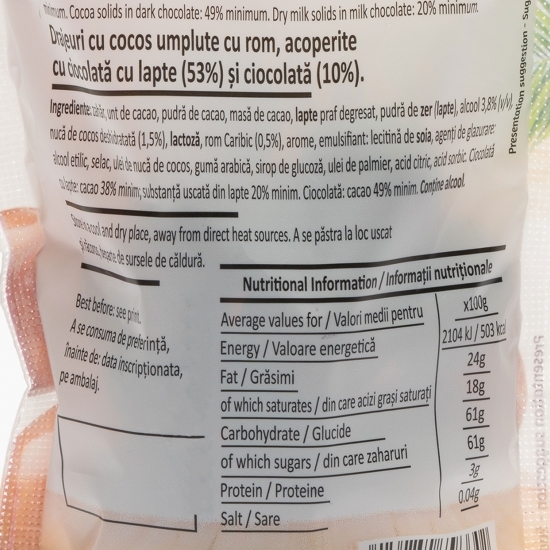 minimum. Cocoa solids in dark chocolate: 49% minimum. Dry milk solids in milk chocolate: 20% minimum.
Drajeuri cu cocos umplute cu rom, acoperite
cu ciocolată cu lapte (53%) și ciocolată (10%).
Ingrediente: zahăr, unt de cacao, pudră de cacao, masă de cacao, lapte praf degresat, pudră de zer (lapte), alcool 3,8% (v/v),
nucă de cocos deshidratată (1,5%), lactoză, rom Caribic (0,5%), arome, emulsifiant: lecitină de soia, agenți de glazurare:
alcool etilic, șelac, ulei de nucă de cocos, gumă arabică, sirop de glucoză, ulei de palmier, acid citric, acid sorbic. Ciocolată
cu lapte: cacao 38% minim; substanță uscată din lapte 20% minim. Ciocolată: cacao 49% minim. Conține alcool.
Store in a cool and dry place, away from direct heat sources. A se păstra la loc uscat
și răcoros, departe de sursele de căldură.
Best before: see print.
A se consuma de preferință,
înainte de: data inscripționată,
pe ambalaj.
Nutritional Information / Informații nutriționale
Average values for / Valori medii pentru x100g
Energy / Valoare energetică 2104 kJ / 503 kcal
Fat / Grăsimi 24g
of which saturates / din care acizi grași saturați 18g
Carbohydrate / Glucide 61g
of which sugars / din care zaharuri 61g
Protein / Proteine 3g
Salt / Sare 0.04g
Presentation suggestion - Sug